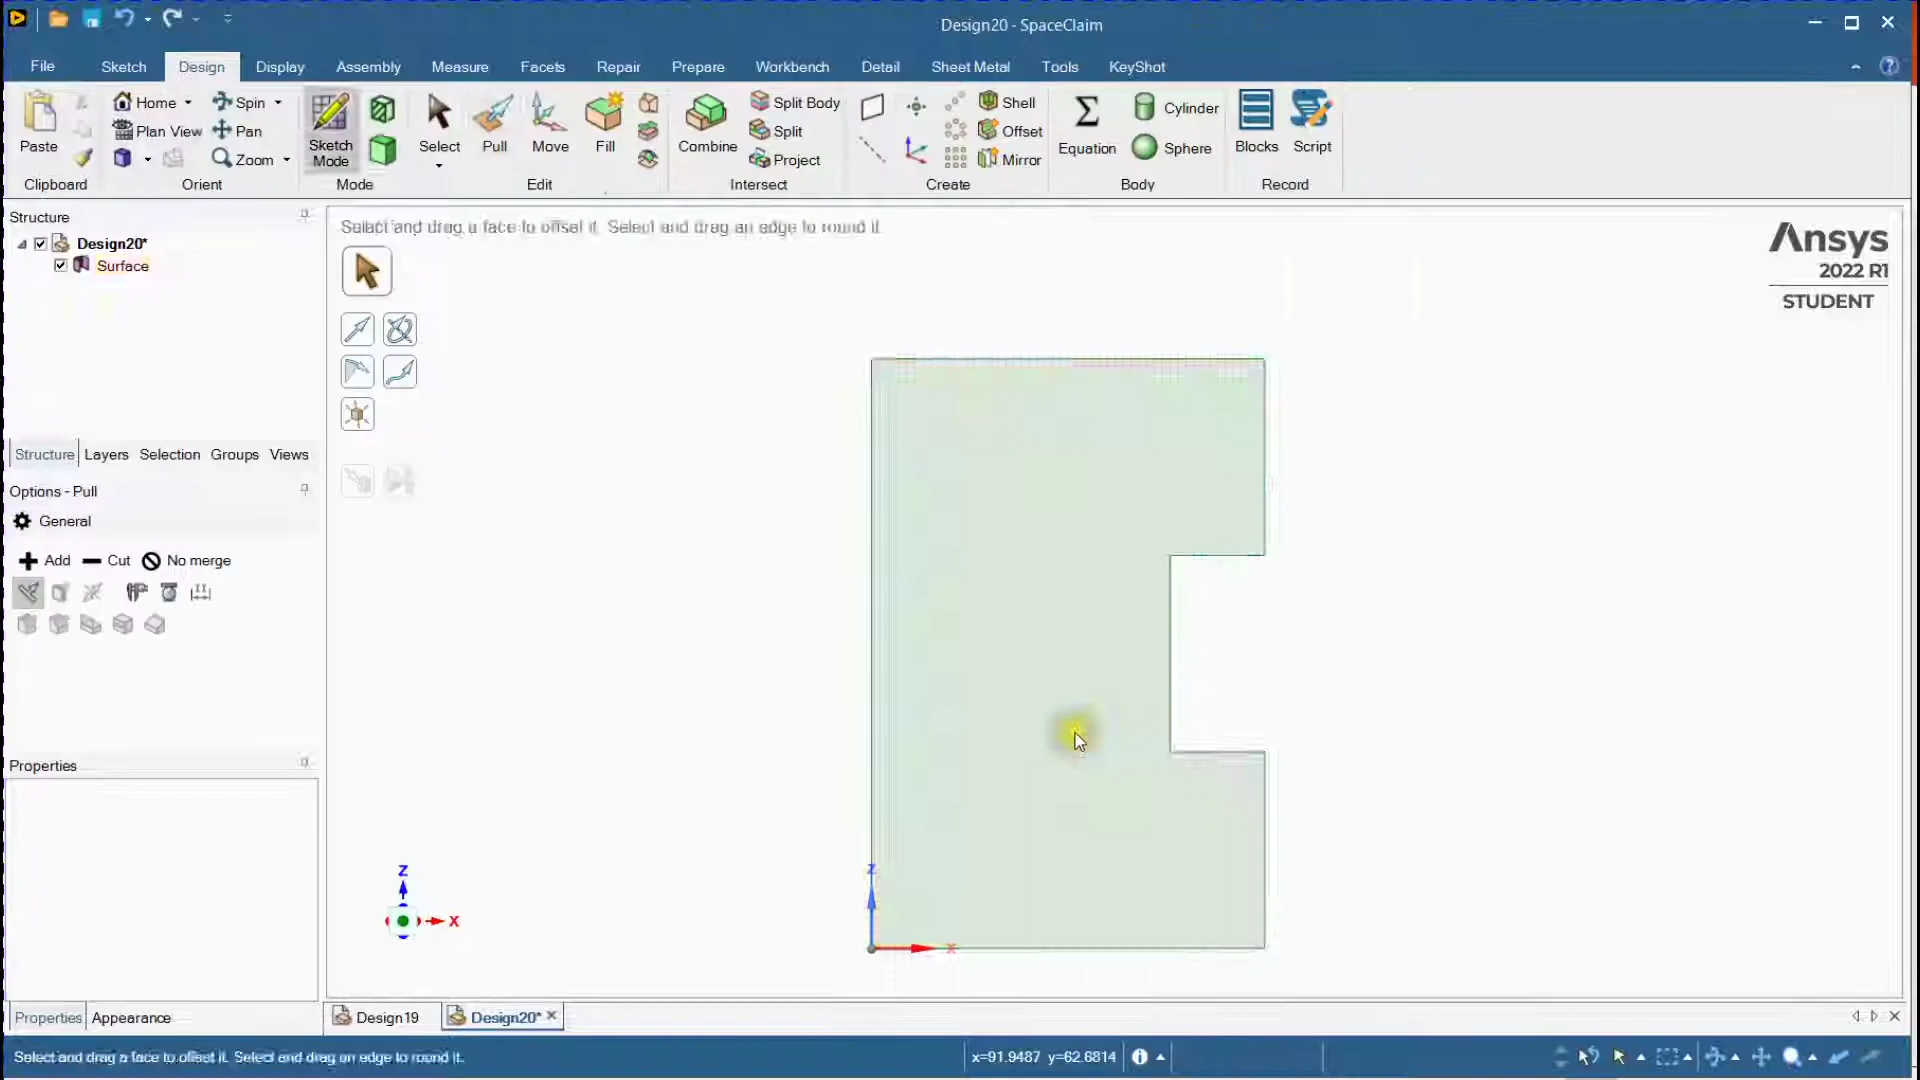 Design20 - SpaceClaim
File Sketch Design Display Assembly Measure Facets Repair Prepare Workbench Detail Sheet Metal Tools KeyShot
Paste
Clipboard
Home Spin
Plan View Pan
Zoom
Orient
Sketch Mode
Mode
Select Pull Move Fill
Edit
Combine
Split Body
Split
Project
Intersect
Shell
Offset
Mirror
Create
Equation
Cylinder
Sphere
Body
Blocks Script
Record
Structure
Design20*
Surface
Structure Layers Selection Groups Views
Options - Pull
General
Add Cut No merge
Properties
Properties Appearance
Select and drag a face to offset it. Select and drag an edge to round it.
Ansys
2022 R1
STUDENT
Z
X
Z
X
Design19 Design20*
Select and drag a face to offset it. Select and drag an edge to round it.
x=91.9487 y=62.6814